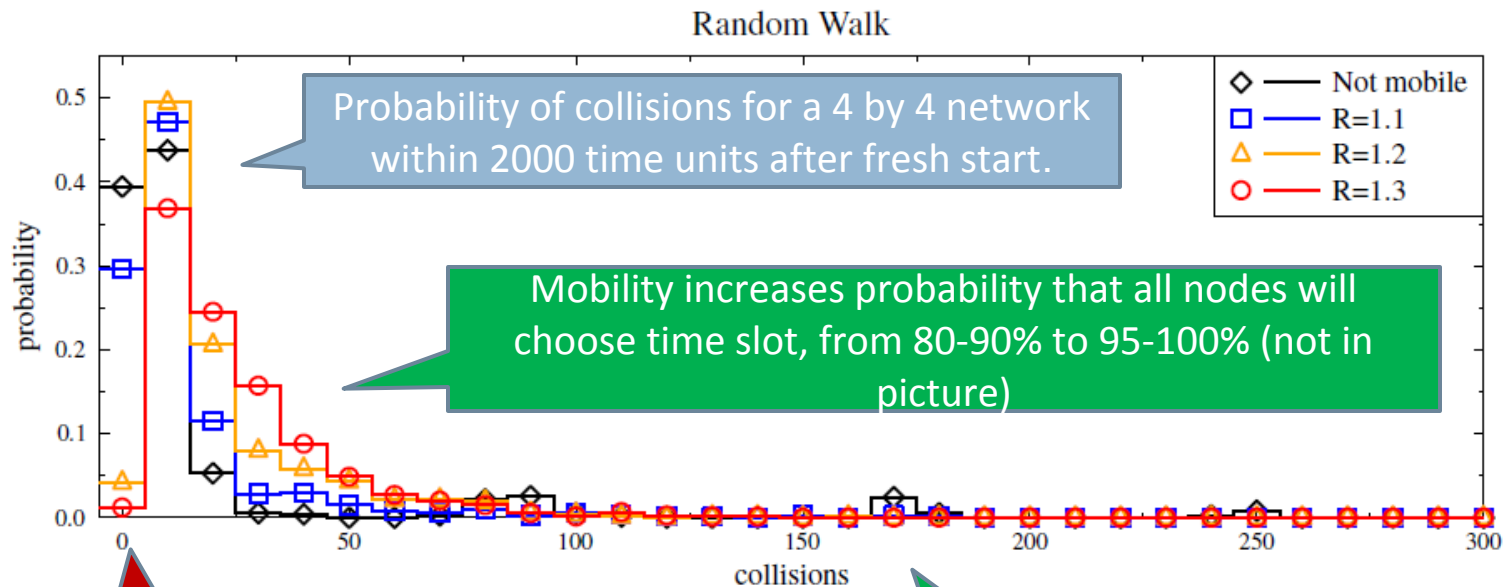 Random Walk
Not mobile
R=1.1
R=1.2
R=1.3
Probability of collisions for a 4 by 4 network
within 2000 time units after fresh start.
Mobility increases probability that all nodes will
choose time slot, from 80-90% to 95-100% (not in
picture)
probability
0.5
0.4
0.3
0.2
0.1
0.0
0 50 100 150 200 250 300
collisions